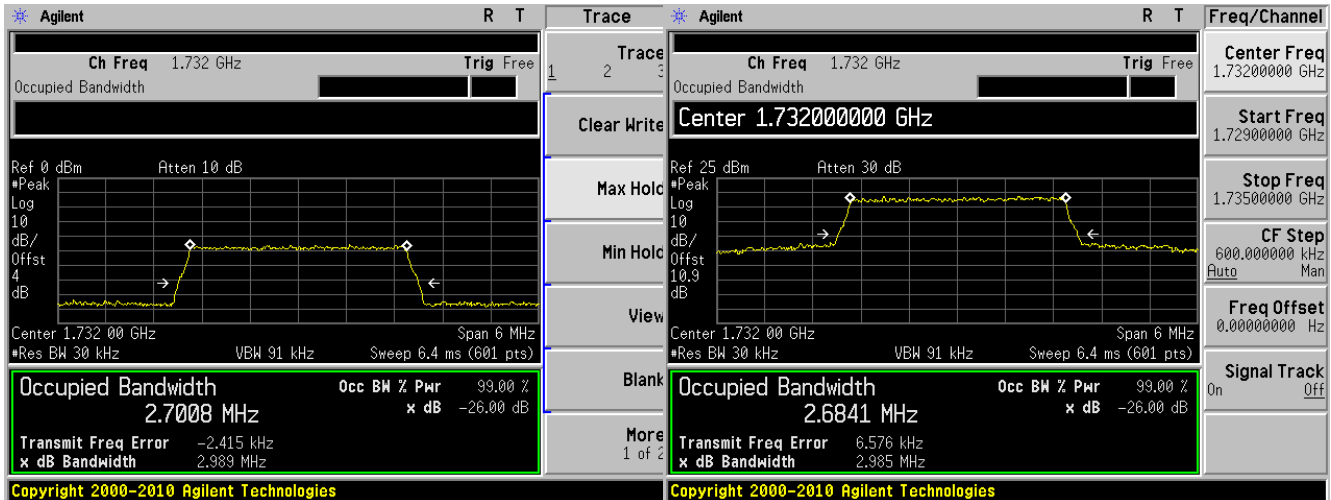 Agilent R T Trace
Ch Freq 1.732 GHz Trig Free
Occupied Bandwidth
Ref 0 dBm Atten 10 dB
#Peak
Log
10
dB/
Offst
4
dB
Center 1.732 00 GHz Span 6 MHz
#Res BW 30 kHz VBW 91 kHz Sweep 6.4 ms (601 pts)
Occupied Bandwidth Occ BW % Pwr 99.00 %
2.7008 MHz x dB -26.00 dB
Transmit Freq Error -2.415 kHz
x dB Bandwidth 2.989 MHz
Copyright 2000-2010 Agilent Technologies
Trace
1 2 3
Clear Write
Max Hold
Min Hold
View
Blank
More
1 of 2
Agilent R T Freq/Channel
Ch Freq 1.732 GHz Trig Free
Occupied Bandwidth
Center 1.732000000 GHz
Ref 25 dBm Atten 30 dB
#Peak
Log
10
dB/
Offst
10.9
dB
Center 1.732 00 GHz Span 6 MHz
#Res BW 30 kHz VBW 91 kHz Sweep 6.4 ms (601 pts)
Occupied Bandwidth Occ BW % Pwr 99.00 %
2.6841 MHz x dB -26.00 dB
Transmit Freq Error 6.576 kHz
x dB Bandwidth 2.985 MHz
Copyright 2000-2010 Agilent Technologies
Center Freq
1.73200000 GHz
Start Freq
1.72900000 GHz
Stop Freq
1.73500000 GHz
CF Step
600.000000 kHz
Auto Man
Freq Offset
0.00000000 Hz
Signal Track
On Off